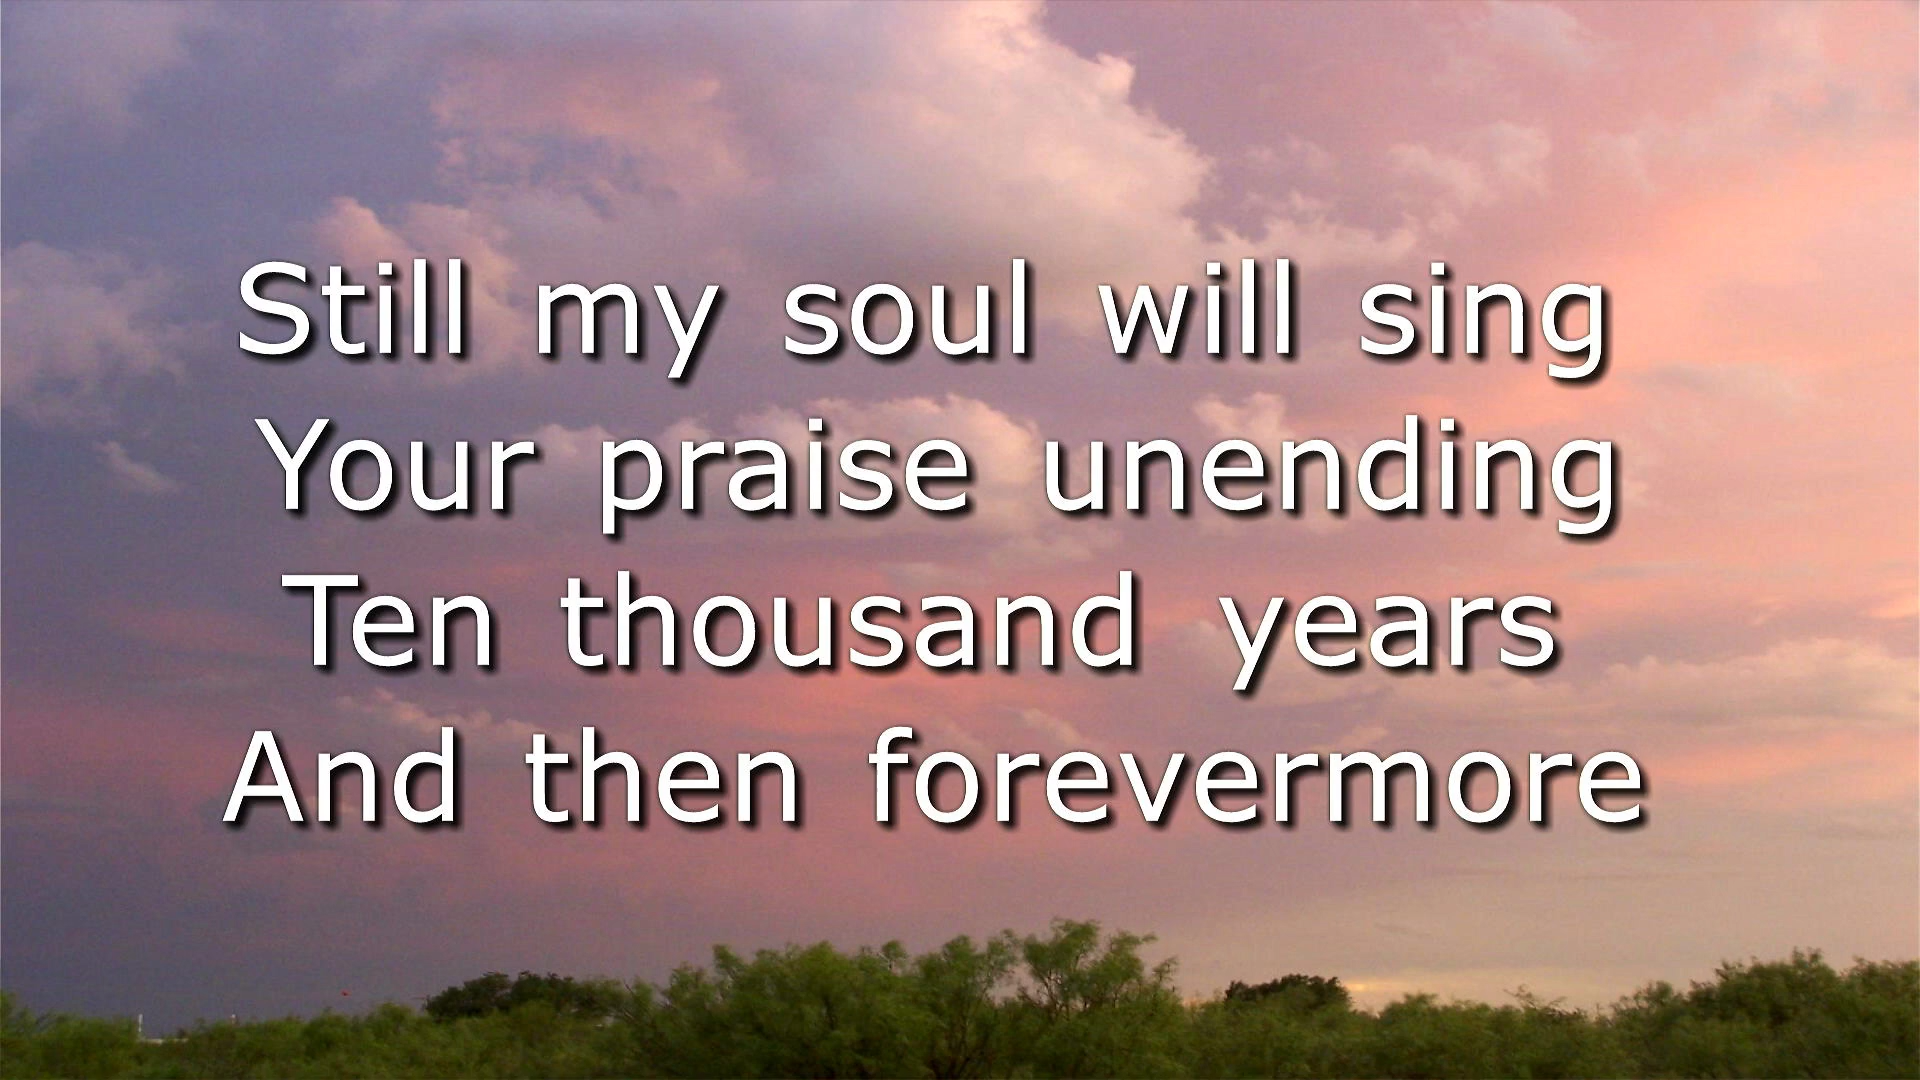 Still my soul will sing
Your praise unending
Ten thousand years
And then forevermore